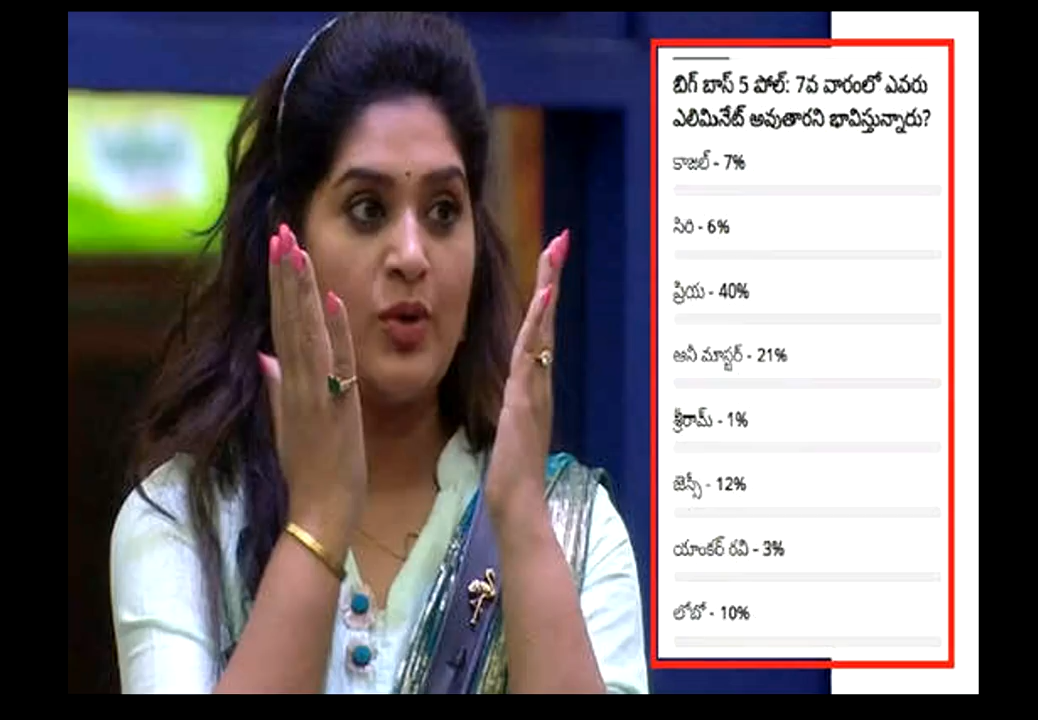 బిగ్ బాస్ 5 పోల్: 7వ వారంలో ఎవరు
ఎలిమినేట్ అవుతారని భావిస్తున్నారు?
కాజల్ - 7%
సిరి - 6%
ప్రియ - 40%
ఆనీ మాస్టర్ - 21%
శ్రీరామ్ - 1%
జెస్సీ - 12%
యాంకర్ రవి - 3%
లోబో - 10%